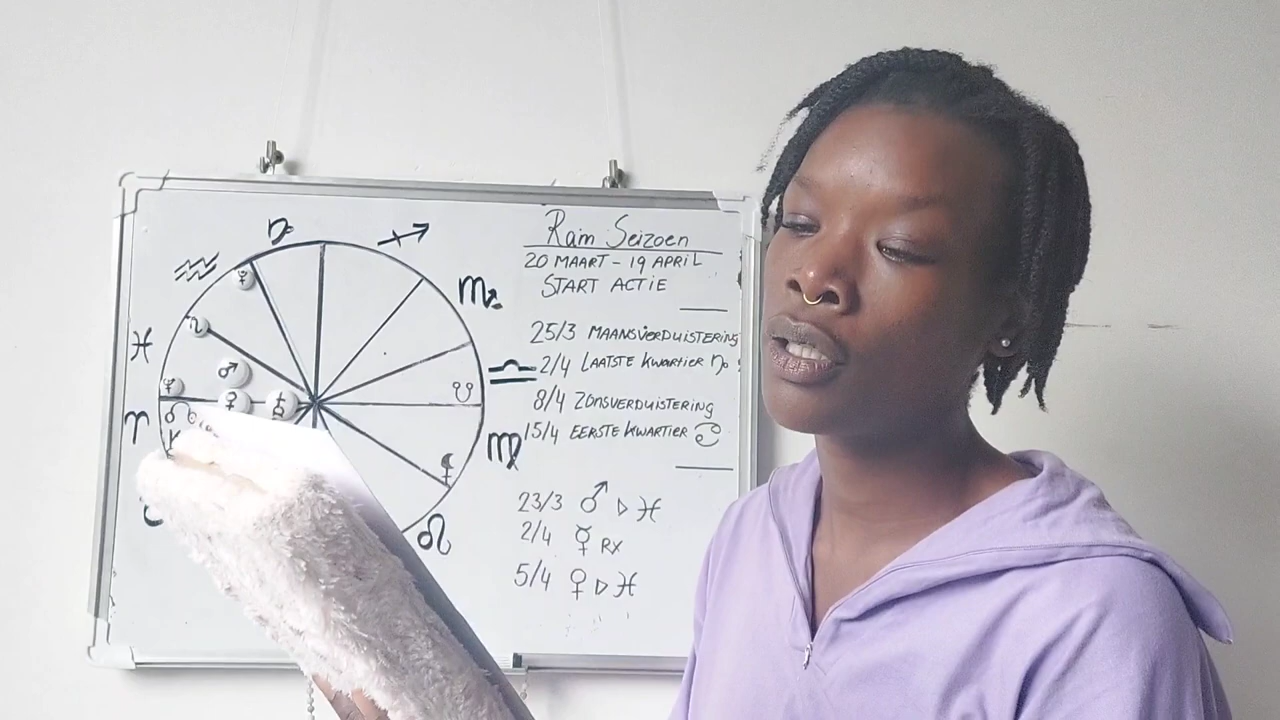 Ram Seizoen
20 MAART - 19 APRIL
START ACTIE
25/3 MAANSVERDUISTERING
2/4 LAATSTE KWARTIER ♑
8/4 ZONSVERDUISTERING
15/4 EERSTE KWARTIER ♋
23/3 ♂ ▷ ♓
2/4 ☿ RX
5/4 ♀ ▷ ♓